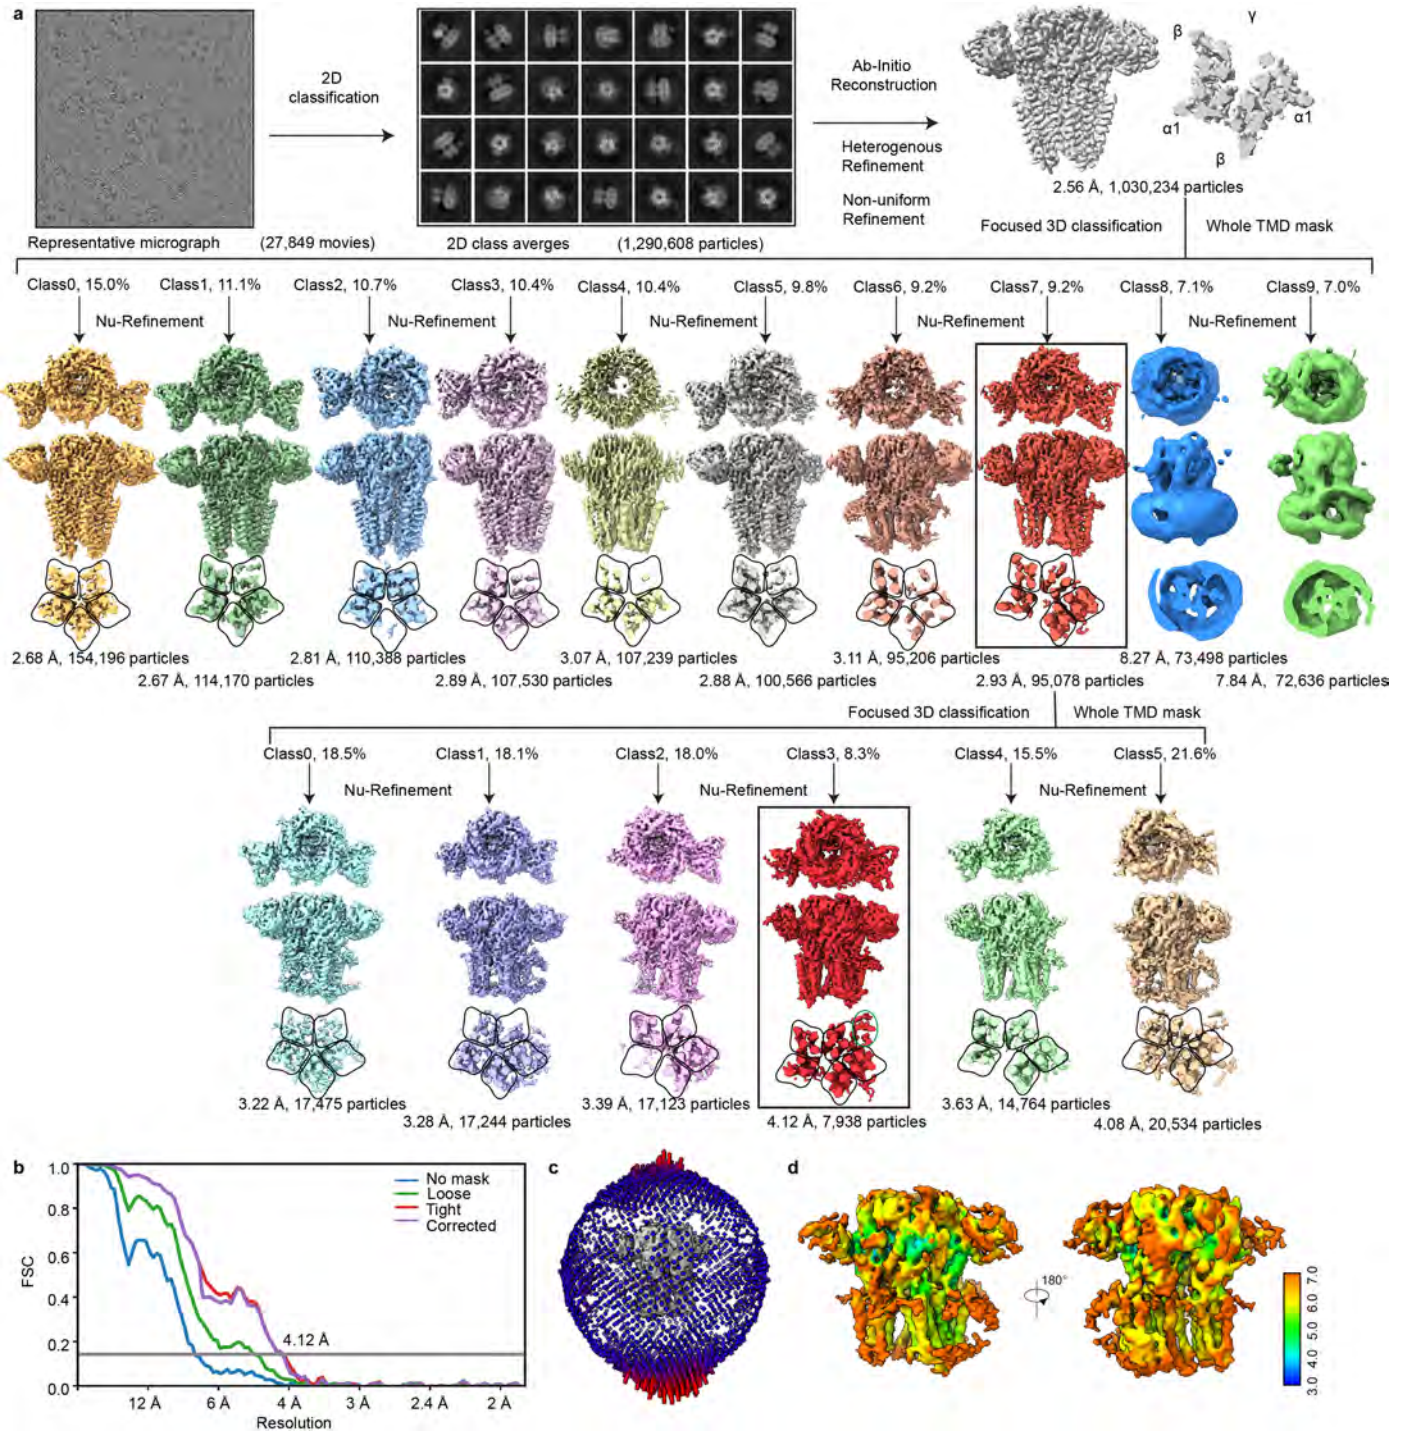 a
2D
classification
Ab-Initio
Reconstruction
Heterogenous
Refinement
Non-uniform
Refinement
β
γ
α1
α1
β
2.56 Å, 1,030,234 particles
Representative micrograph
(27,849 movies)
2D class averges
(1,290,608 particles)
Focused 3D classification
Whole TMD mask
Class0, 15.0%
Class1, 11.1%
Class2, 10.7%
Class3, 10.4%
Class4, 10.4%
Class5, 9.8%
Class6, 9.2%
Class7, 9.2%
Class8, 7.1%
Class9, 7.0%
Nu-Refinement
Nu-Refinement
Nu-Refinement
Nu-Refinement
Nu-Refinement
2.68 Å, 154,196 particles
2.81 Å, 110,388 particles
3.07 Å, 107,239 particles
3.11 Å, 95,206 particles
8.27 Å, 73,498 particles
2.67 Å, 114,170 particles
2.89 Å, 107,530 particles
2.88 Å, 100,566 particles
2.93 Å, 95,078 particles
7.84 Å, 72,636 particles
Focused 3D classification
Whole TMD mask
Class0, 18.5%
Class1, 18.1%
Class2, 18.0%
Class3, 8.3%
Class4, 15.5%
Class5, 21.6%
Nu-Refinement
Nu-Refinement
Nu-Refinement
3.22 Å, 17,475 particles
3.28 Å, 17,244 particles
3.39 Å, 17,123 particles
4.12 Å, 7,938 particles
3.63 Å, 14,764 particles
4.08 Å, 20,534 particles
b
1.0
0.8
0.6
0.4
0.2
0.0
FSC
No mask
Loose
Tight
Corrected
4.12 Å
12 Å
6 Å
4 Å
3 Å
2.4 Å
2 Å
Resolution
c
d
180°
7.0
6.0
5.0
4.0
3.0